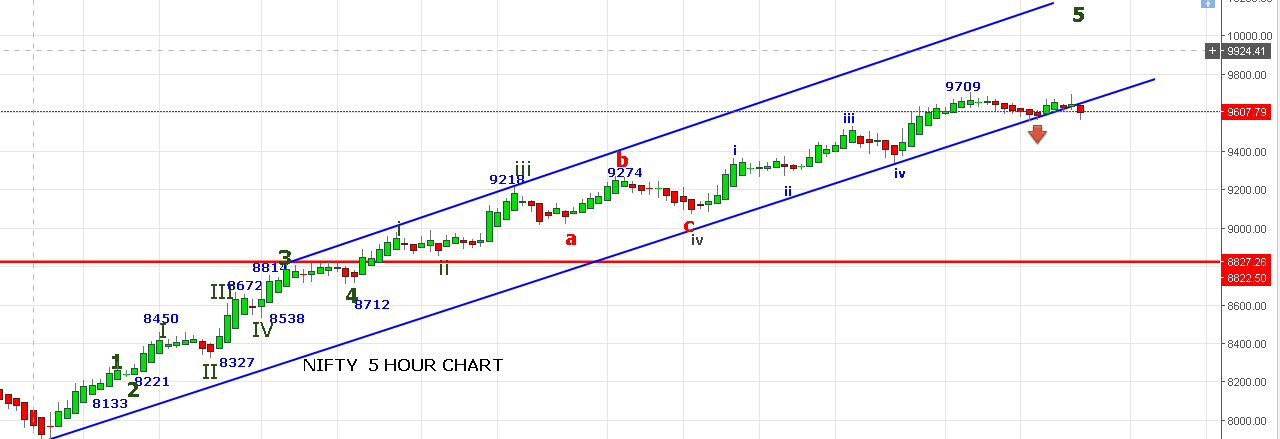 5
10000.00
+ 9924.41
9800.00
9709
9607.79
iii
i
9400.00
b
iii
9218
9274
iv
ii
9200.00
a
c
iv
i
9000.00
ii
3
8814
8827.26
8822.50
III
8672
4
8712
8600.00
8450
I
8538
IV
8400.00
1
II
8327
NIFTY 5 HOUR CHART
2
8221
8200.00
8133
8000.00